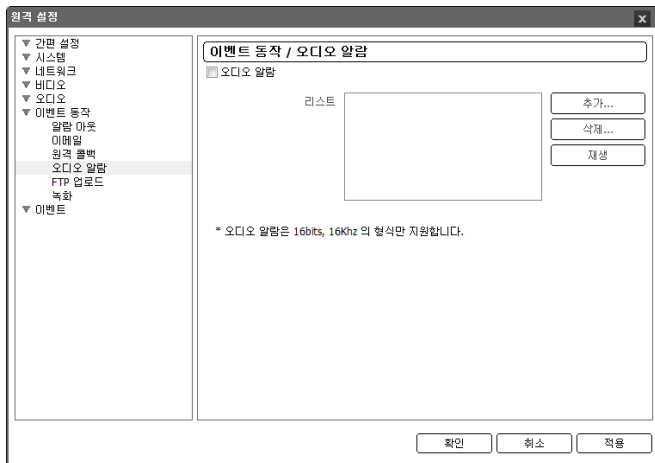 원격 설정
x
간편 설정
시스템
네트워크
비디오
오디오
이벤트 동작
알람 아웃
이메일
원격 콜백
오디오 알람
FTP 업로드
녹화
이벤트
이벤트 동작 / 오디오 알람
오디오 알람
리스트
추가...
삭제...
재생
* 오디오 알람은 16bits, 16Khz 의 형식만 지원합니다.
확인
취소
적용